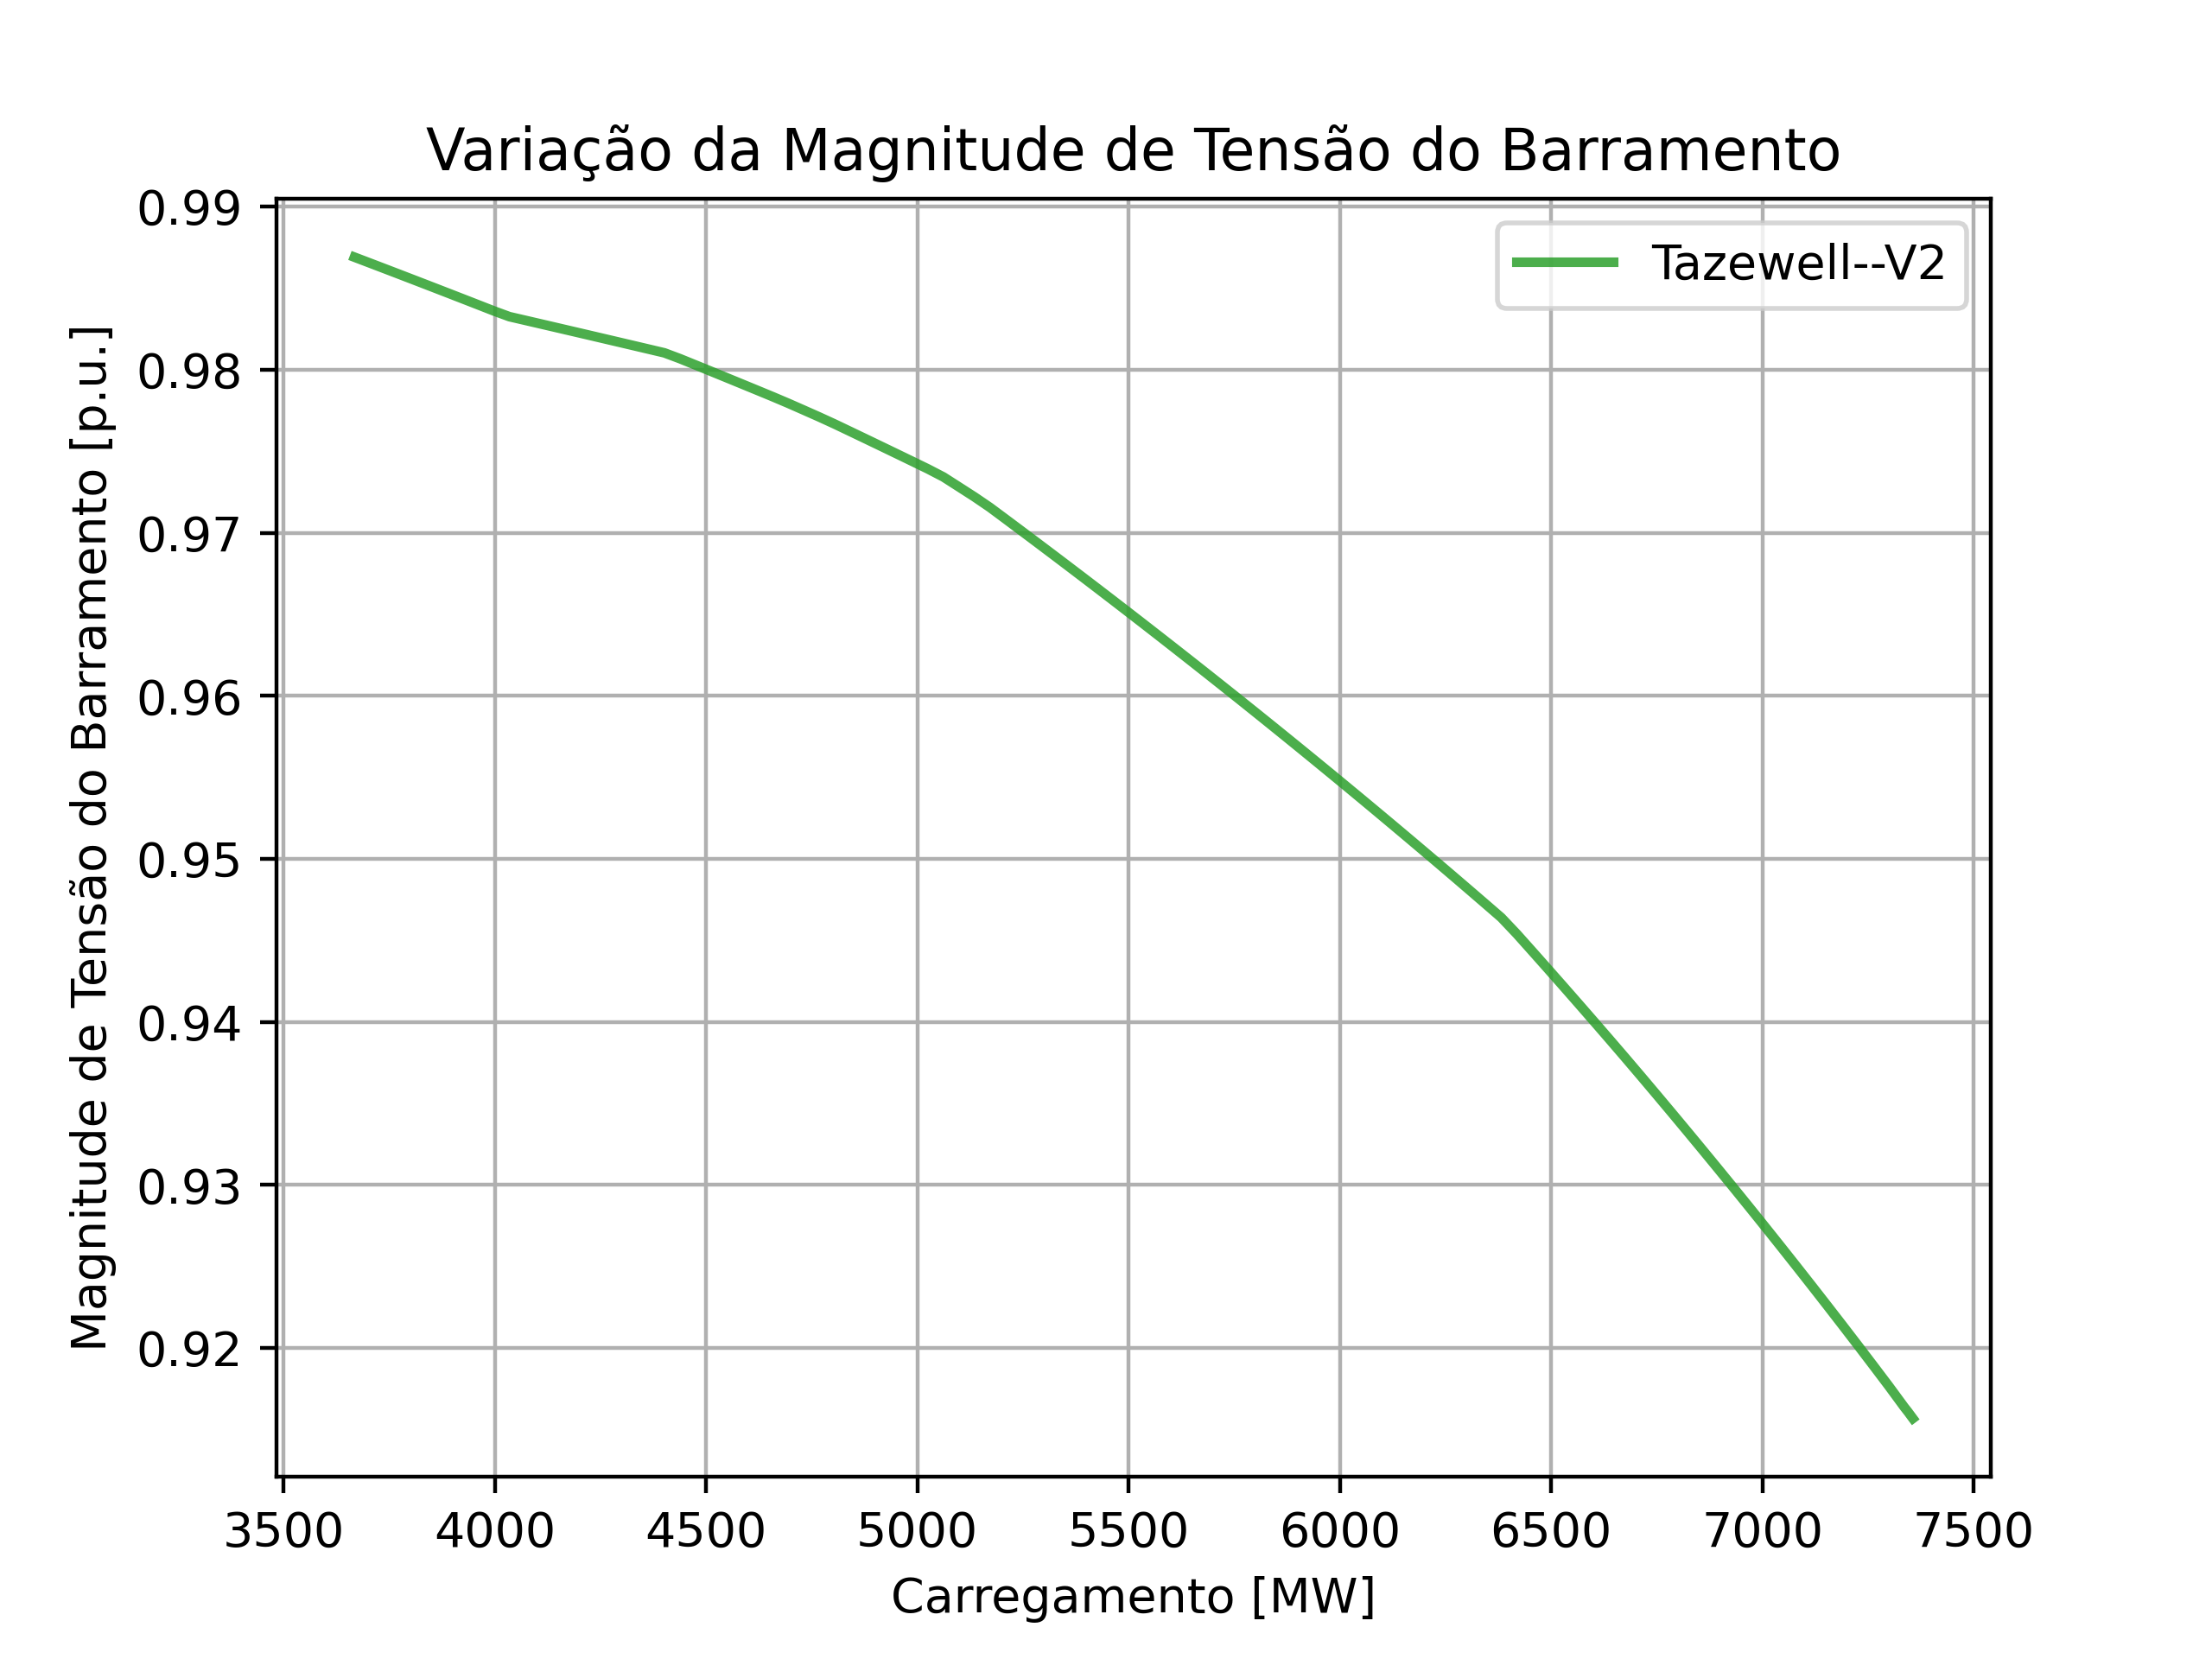 Variação da Magnitude de Tensão do Barramento
Tazewell--V2
Magnitude de Tensão do Barramento [p.u.]
0.99
0.98
0.97
0.96
0.95
0.94
0.93
0.92
3500 4000 4500 5000 5500 6000 6500 7000 7500
Carregamento [MW]